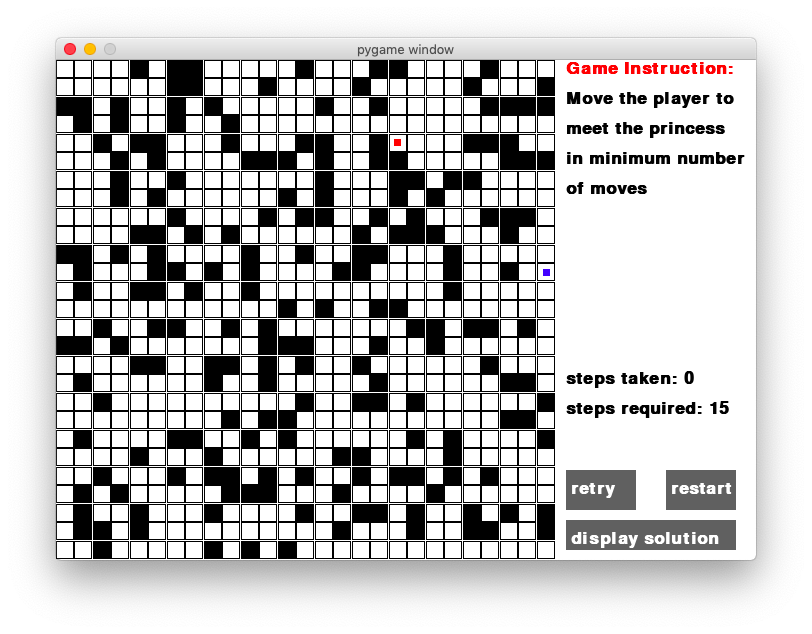 pygame window
Game Instruction:
Move the player to
meet the princess
in minimum number
of moves
steps taken: 0
steps required: 15
retry
restart
display solution